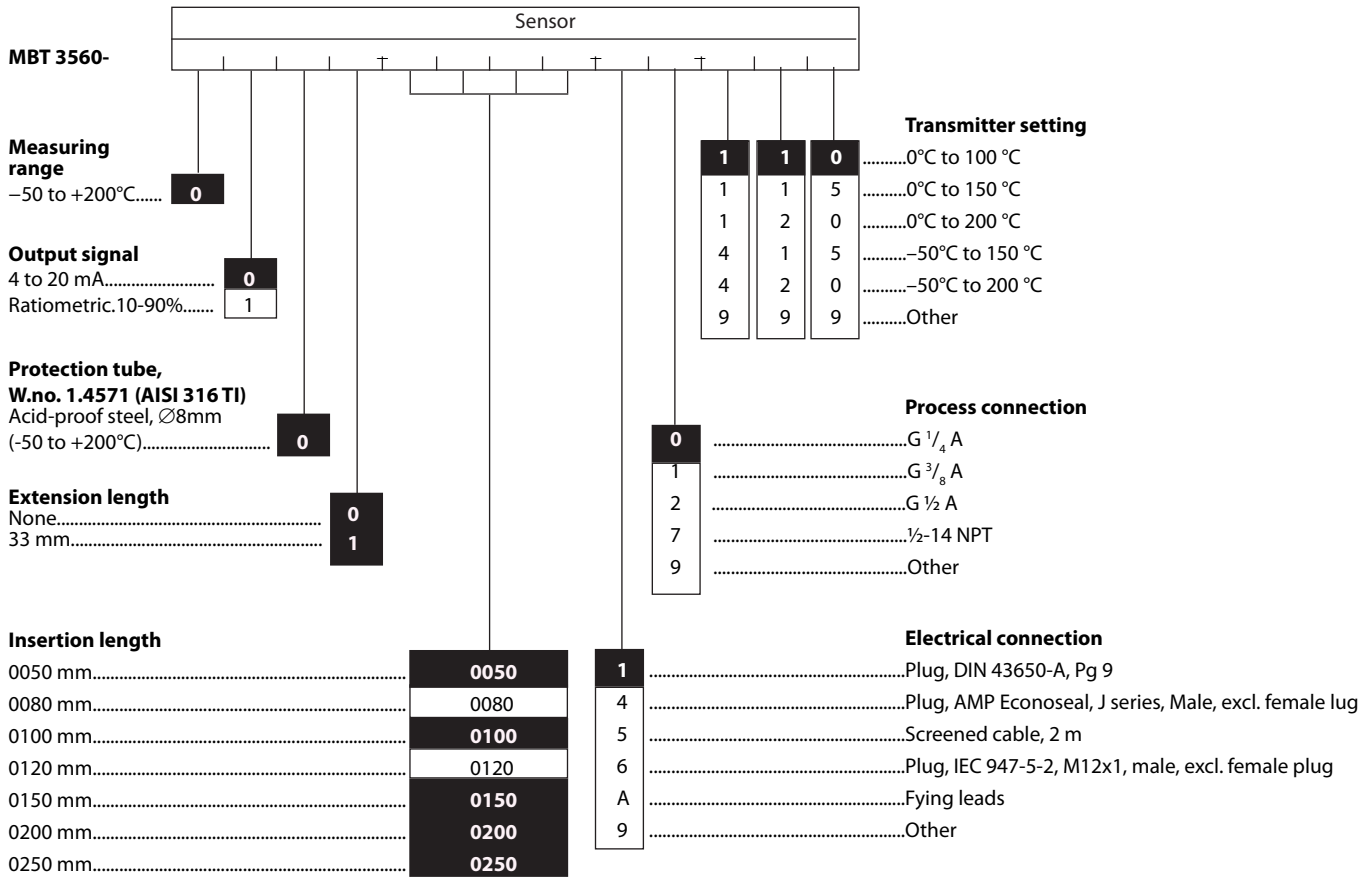 Sensor
MBT 3560-
Measuring
range
–50 to +200°C...... 0
Output signal
4 to 20 mA......................... 0
Ratiometric.10-90%....... 1
Protection tube,
W.no. 1.4571 (AISI 316 TI)
Acid-proof steel, ∅8mm
(-50 to +200°C)............................. 0
Extension length
None...................................................... 0
33 mm.................................................... 1
Insertion length
0050 mm................................................................. 0050
0080 mm................................................................. 0080
0100 mm................................................................. 0100
0120 mm................................................................. 0120
0150 mm................................................................. 0150
0200 mm................................................................. 0200
0250 mm................................................................. 0250
Transmitter setting
1 1 0 ..........0°C to 100 °C
1 1 5 ..........0°C to 150 °C
1 2 0 ..........0°C to 200 °C
4 1 5 ..........–50°C to 150 °C
4 2 0 ..........–50°C to 200 °C
9 9 9 ..........Other
Process connection
0 ........................................G 1/4 A
1 ........................................G 3/8 A
2 ........................................G ½ A
7 ........................................½-14 NPT
9 ........................................Other
Electrical connection
1 .....................................................Plug, DIN 43650-A, Pg 9
4 .....................................................Plug, AMP Econoseal, J series, Male, excl. female lug
5 .....................................................Screened cable, 2 m
6 .....................................................Plug, IEC 947-5-2, M12x1, male, excl. female plug
A .....................................................Fying leads
9 .....................................................Other